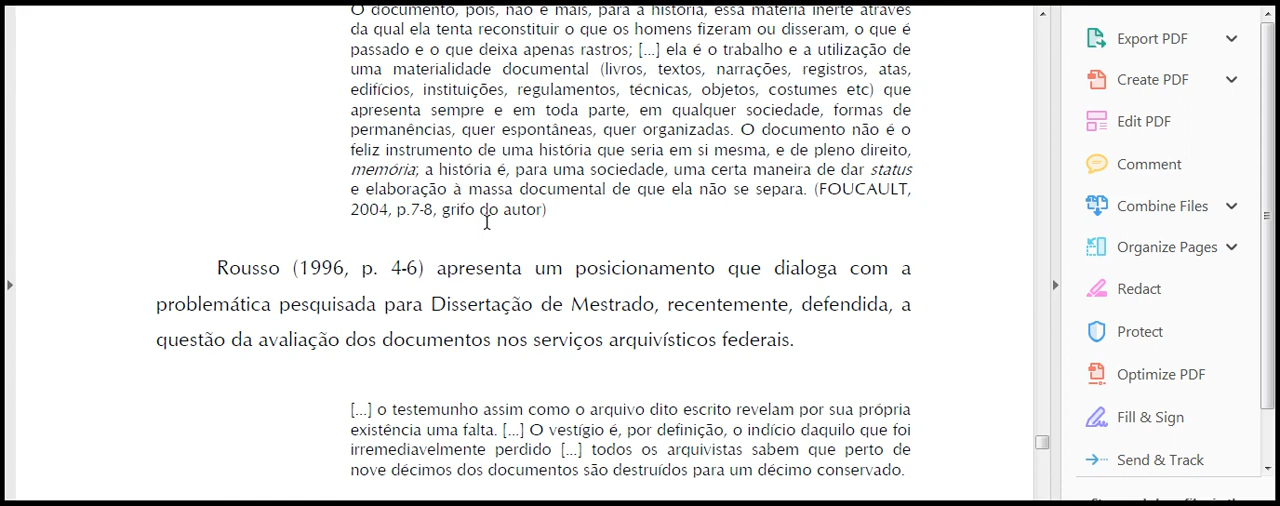 O documento, pois, não é mais, para a história, essa matéria inerte através
da qual ela tenta reconstituir o que os homens fizeram ou disseram, o que é
passado e o que deixa apenas rastros; [...] ela é o trabalho e a utilização de
uma materialidade documental (livros, textos, narrações, registros, atas,
edifícios, instituições, regulamentos, técnicas, objetos, costumes etc) que
apresenta sempre e em toda parte, em qualquer sociedade, formas de
permanências, quer espontâneas, quer organizadas. O documento não é o
feliz instrumento de uma história que seria em si mesma, e de pleno direito,
memória; a história é, para uma sociedade, uma certa maneira de dar status
e elaboração à massa documental de que ela não se separa. (FOUCAULT,
2004, p.7-8, grifo do autor)
Rousso (1996, p. 4-6) apresenta um posicionamento que dialoga com a
problemática pesquisada para Dissertação de Mestrado, recentemente, defendida, a
questão da avaliação dos documentos nos serviços arquivísticos federais.
[...] o testemunho assim como o arquivo dito escrito revelam por sua própria
existência uma falta. [...] O vestígio é, por definição, o indício daquilo que foi
irremediavelmente perdido [...] todos os arquivistas sabem que perto de
nove décimos dos documentos são destruídos para um décimo conservado.
Export PDF
Create PDF
Edit PDF
Comment
Combine Files
Organize Pages
Redact
Protect
Optimize PDF
Fill & Sign
Send & Track